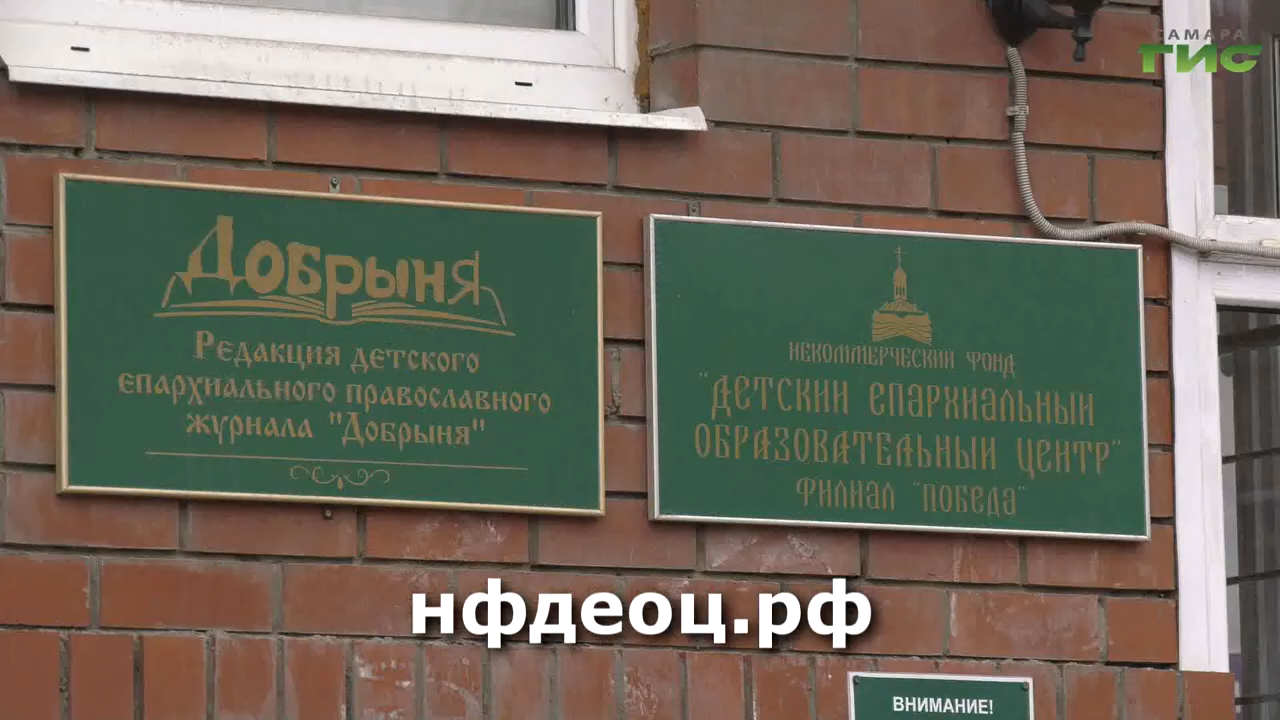 САМАРА
ГИС
Добрыня
Редакция детского
епархиального православного
журнала "Добрыня"
НЕКОММЕРЧЕСКИЙ ФОНД
"ДЕТСКИЙ ЕПАРХИАЛЬНЫЙ
ОБРАЗОВАТЕЛЬНЫЙ ЦЕНТР"
ФИЛИАЛ "ПОБЕДА"
нфдеоц.рф
ВНИМАНИЕ!